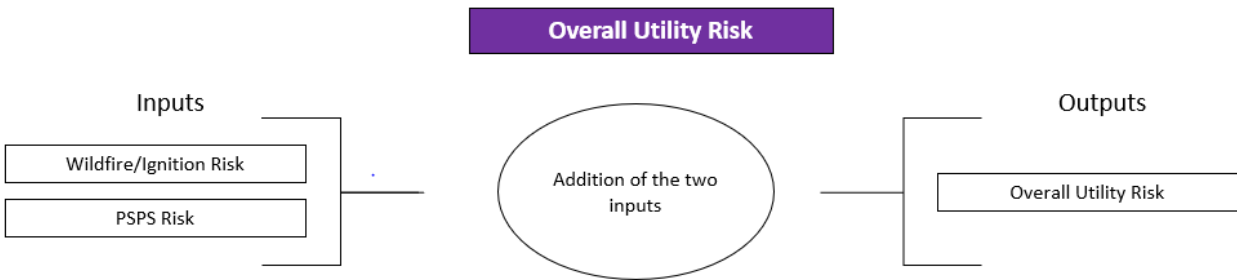 Overall Utility Risk
Inputs
Outputs
Wildfire/Ignition Risk
PSPS Risk
Addition of the two
inputs
Overall Utility Risk